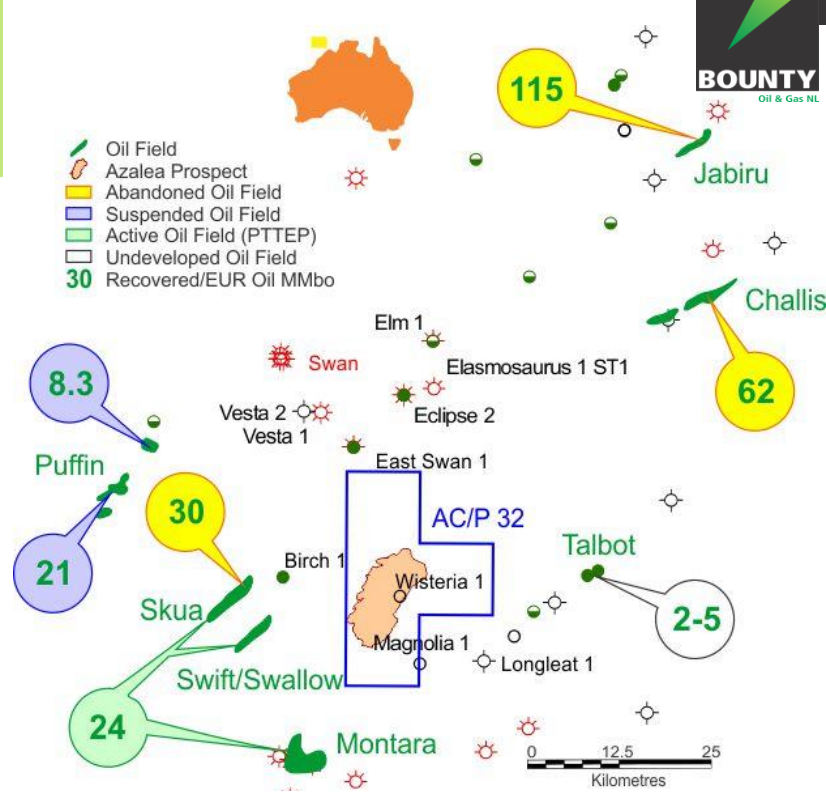 BOUNTY
Oil & Gas NL
115
Jabiru
Oil Field
Azalea Prospect
Abandoned Oil Field
Suspended Oil Field
Active Oil Field (PTTEP)
Undeveloped Oil Field
30 Recovered/EUR Oil MMbo
Challis
62
Elm 1
Swan
Elasmosaurus 1 ST1
8.3
Vesta 2
Eclipse 2
Vesta 1
Puffin
East Swan 1
30
AC/P 32
21
Birch 1
Talbot
Wisteria 1
Skua
2-5
Magnolia 1
Longleat 1
Swift/Swallow
24
Montara
0 12.5 25
Kilometres